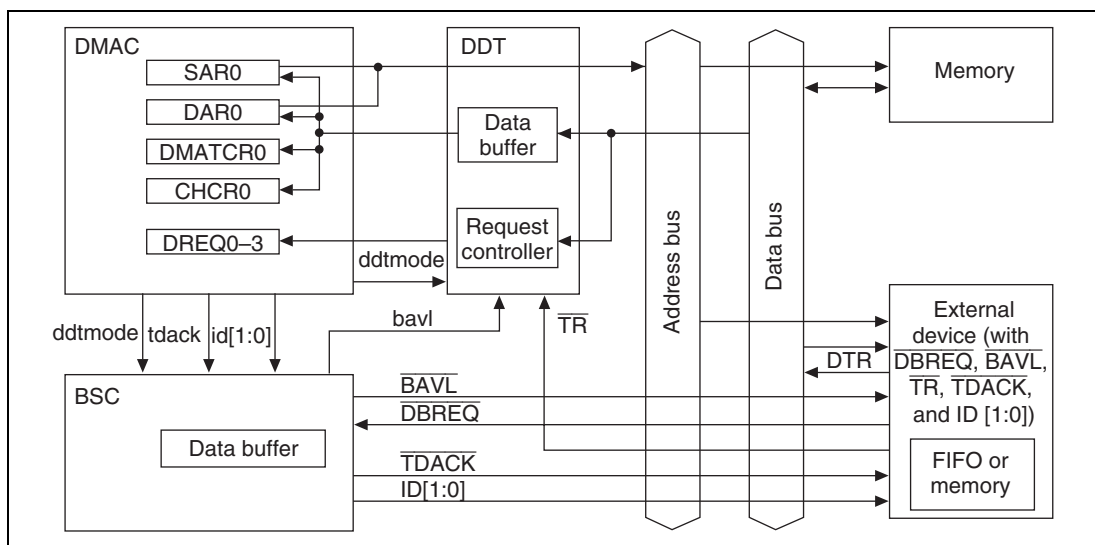 DMAC
SAR0
DAR0
DMATCR0
CHCR0
DREQ0–3
ddtmode
DDT
Data
buffer
Request
controller
Address bus
Data bus
Memory
ddtmode
tdack
id[1:0]
bavl
TR
External
device (with
DBREQ, BAVL,
TR, TDACK,
and ID [1:0])
DTR
FIFO or
memory
BSC
Data buffer
BAVL
DBREQ
TDACK
ID[1:0]